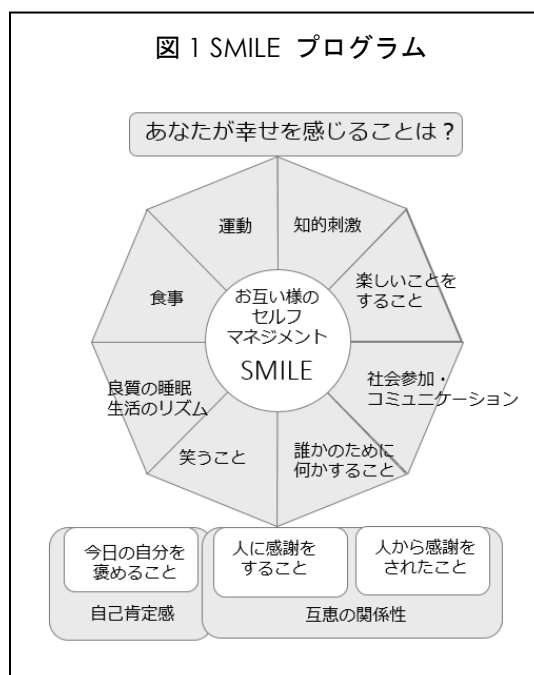 図 1 SMILE プログラム
あなたが幸せを感じることは？
運動
知的刺激
食事
楽しいことを
すること
お互い様の
セルフ
マネジメント
SMILE
良質の睡眠
生活のリズム
社会参加・
コミュニケーション
笑うこと
誰かのために
何かすること
今日の自分を
褒めること
人に感謝を
すること
人から感謝を
されたこと
自己肯定感
互恵の関係性